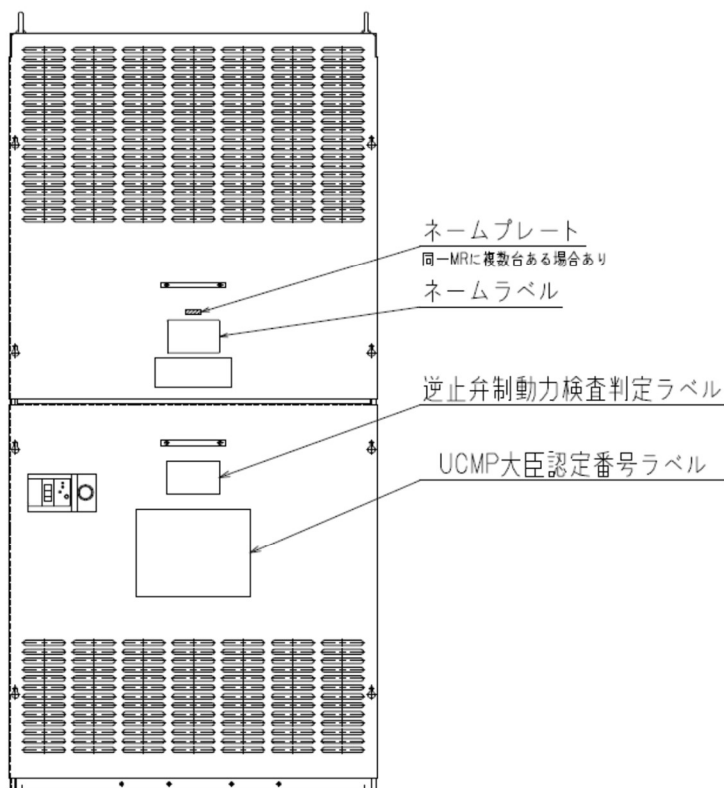 ネームプレート
同一MRに複数台ある場合あり
ネームラベル
逆止弁制動力検査判定ラベル
UCMP大臣認定番号ラベル